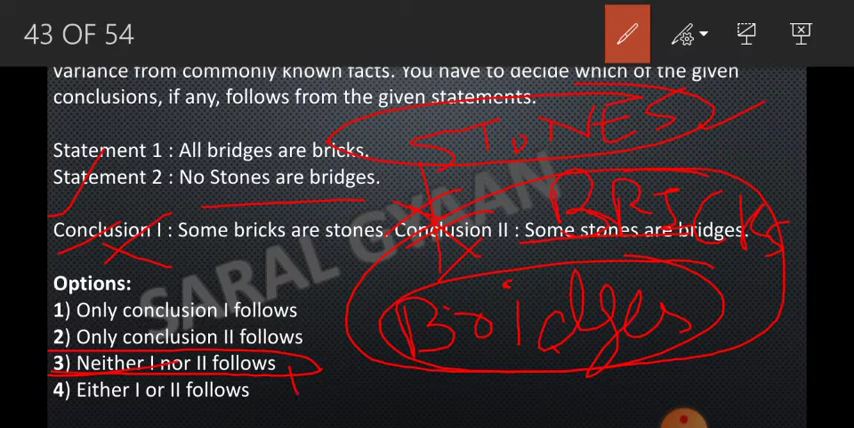 43 OF 54
variance from commonly known facts. You have to decide which of the given
conclusions, if any, follows from the given statements.
STONES
Statement 1 : All bridges are bricks.
Statement 2 : No Stones are bridges.
BRICKS
Conclusion I : Some bricks are stones. Conclusion II : Some stones are bridges.
SARAL GYAAN
Options:
1) Only conclusion I follows
Bridges
2) Only conclusion II follows
3) Neither I nor II follows
4) Either I or II follows